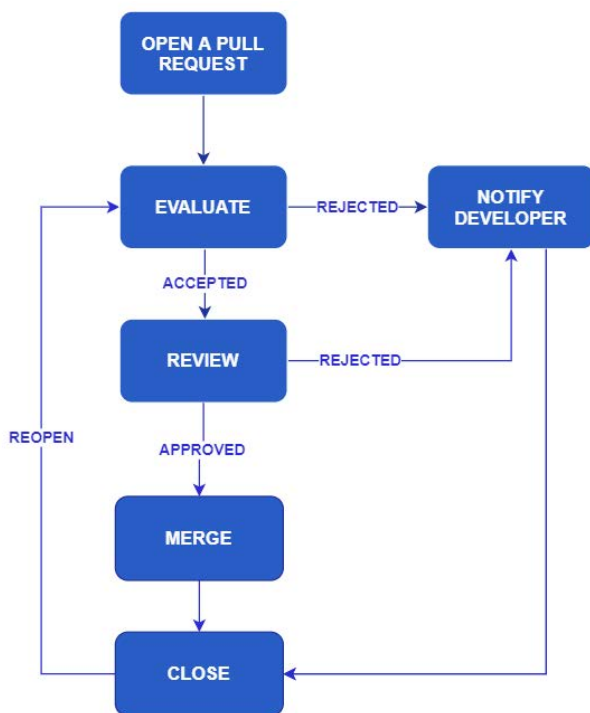 OPEN A PULL
REQUEST
EVALUATE
REJECTED
NOTIFY
DEVELOPER
ACCEPTED
REVIEW
REJECTED
REOPEN
APPROVED
MERGE
CLOSE